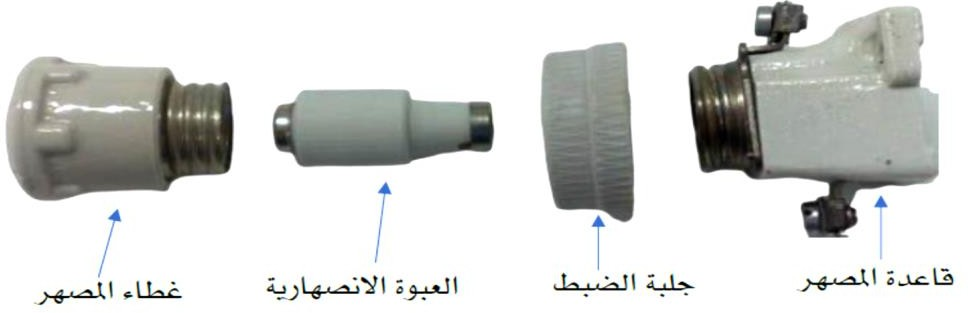 قاعدة المصهر
جلبة الضبط
العبوة الانصهارية
غطاء المصهر